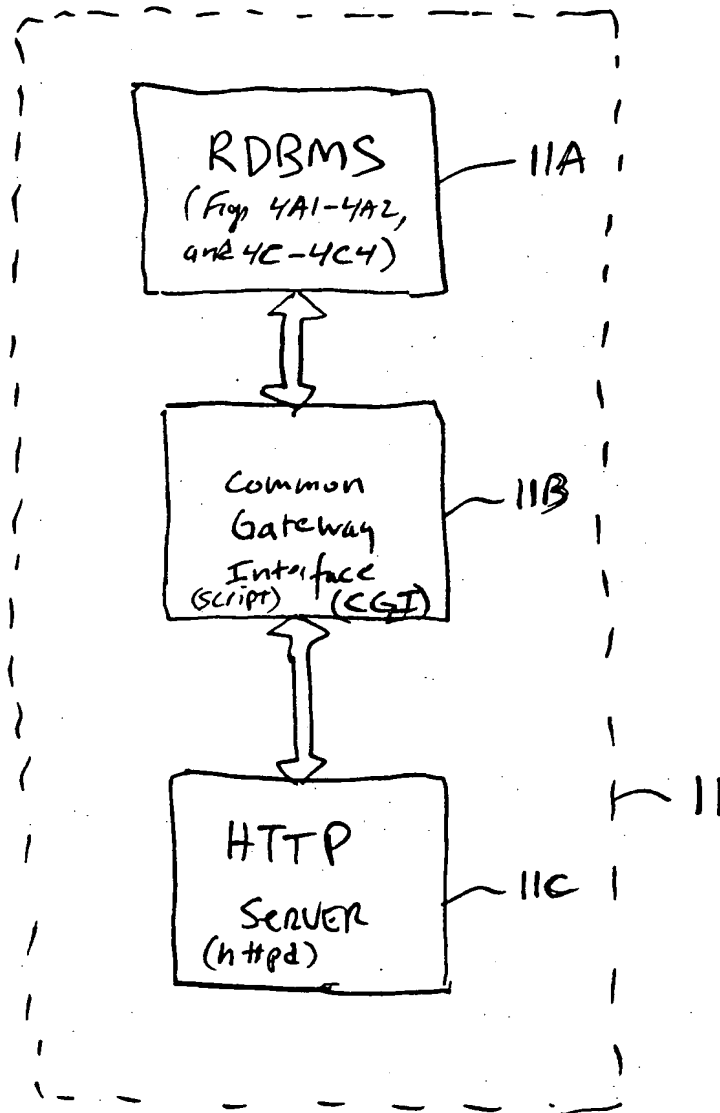 RDBMS
(Figs 4A1-4A2,
and 4C-4C4)
11A
Common
Gateway
Interface
(script) (CGI)
11B
HTTP
SERVER
(httpd)
11C
11